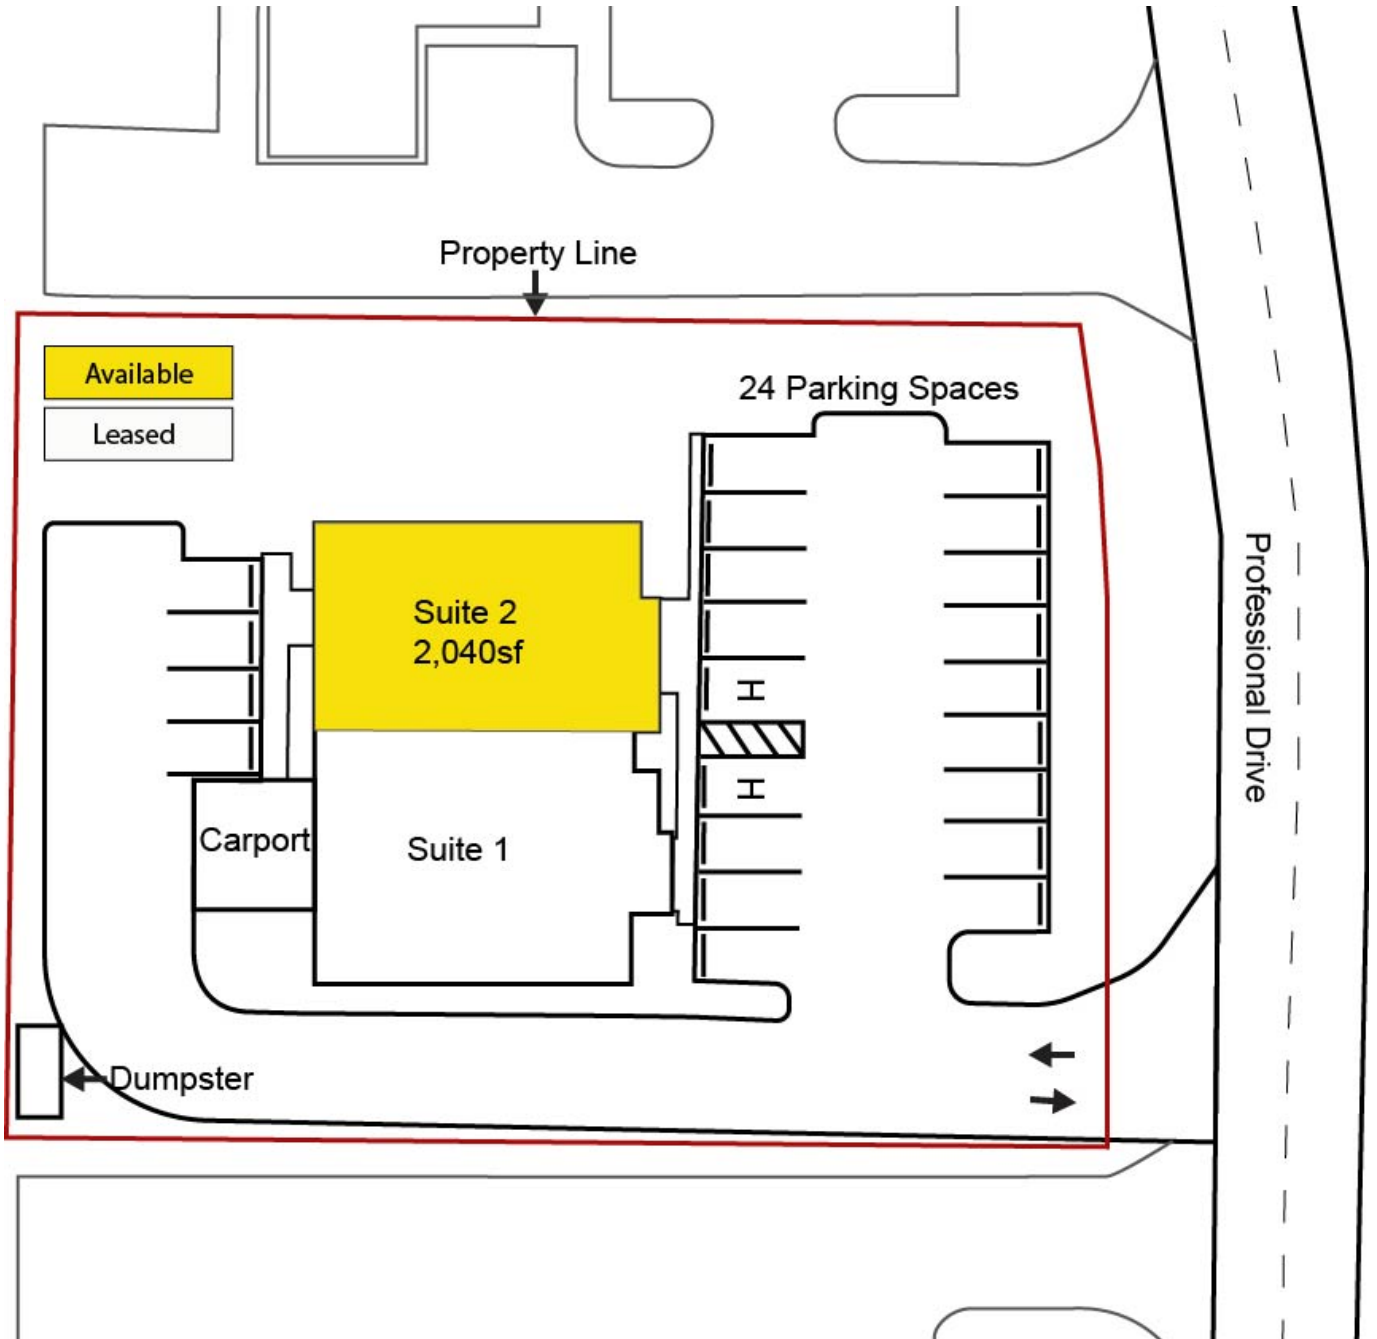 Property Line
Available
Leased
24 Parking Spaces
Suite 2
2,040sf
H
H
Professional Drive
Carport
Suite 1
Dumpster